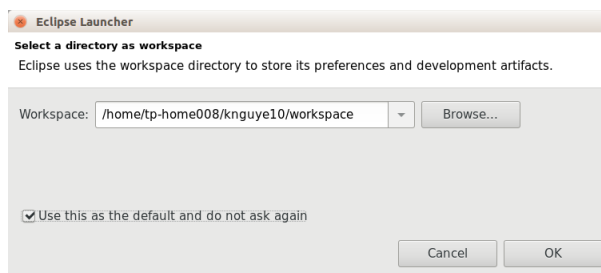 Eclipse Launcher
Select a directory as workspace
Eclipse uses the workspace directory to store its preferences and development artifacts.
Workspace: /home/tp-home008/knguye10/workspace Browse...
Use this as the default and do not ask again
Cancel OK